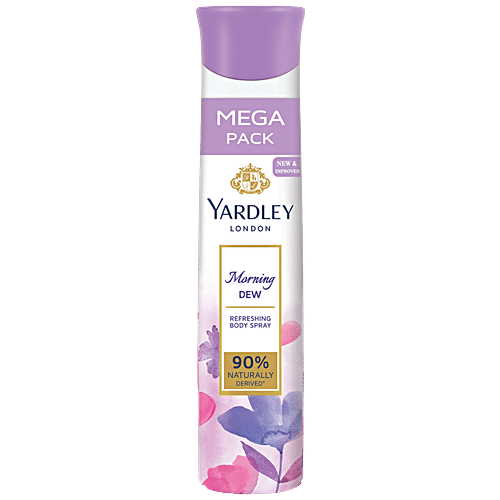 MEGA
PACK
NEW &
IMPROVED
YARDLEY
LONDON
Morning
DEW
REFRESHING
BODY SPRAY
90%
NATURALLY
DERIVED*